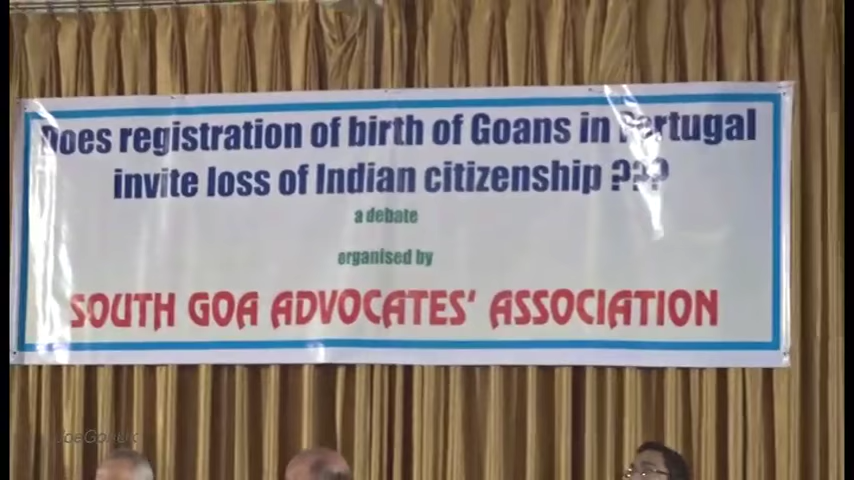 Does registration of birth of Goans in Portugal
invite loss of Indian citizenship ???
a debate
organised by
SOUTH GOA ADVOCATES' ASSOCIATION